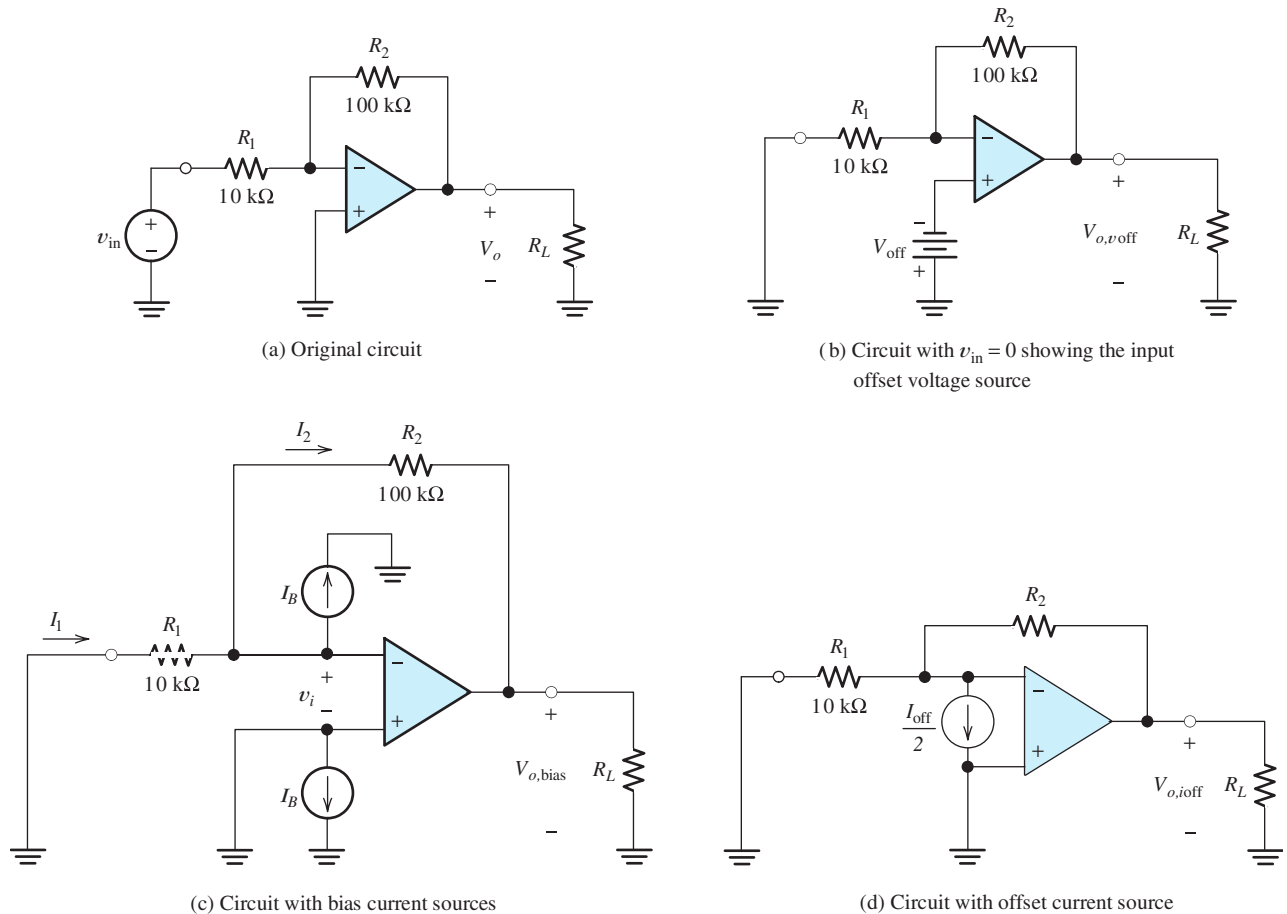 R2
100 kΩ
R1
10 kΩ
−
+
vin
+
−
+
Vo
−
RL
(a) Original circuit
R2
100 kΩ
R1
10 kΩ
−
+
−
Voff
+
+
Vo,voff
−
RL
(b) Circuit with vin = 0 showing the input
offset voltage source
I2
R2
100 kΩ
IB
I1
R1
10 kΩ
+
vi
−
−
+
IB
+
Vo,bias
−
RL
(c) Circuit with bias current sources
R2
R1
10 kΩ
Ioff
2
−
+
+
Vo,ioff
−
RL
(d) Circuit with offset current source